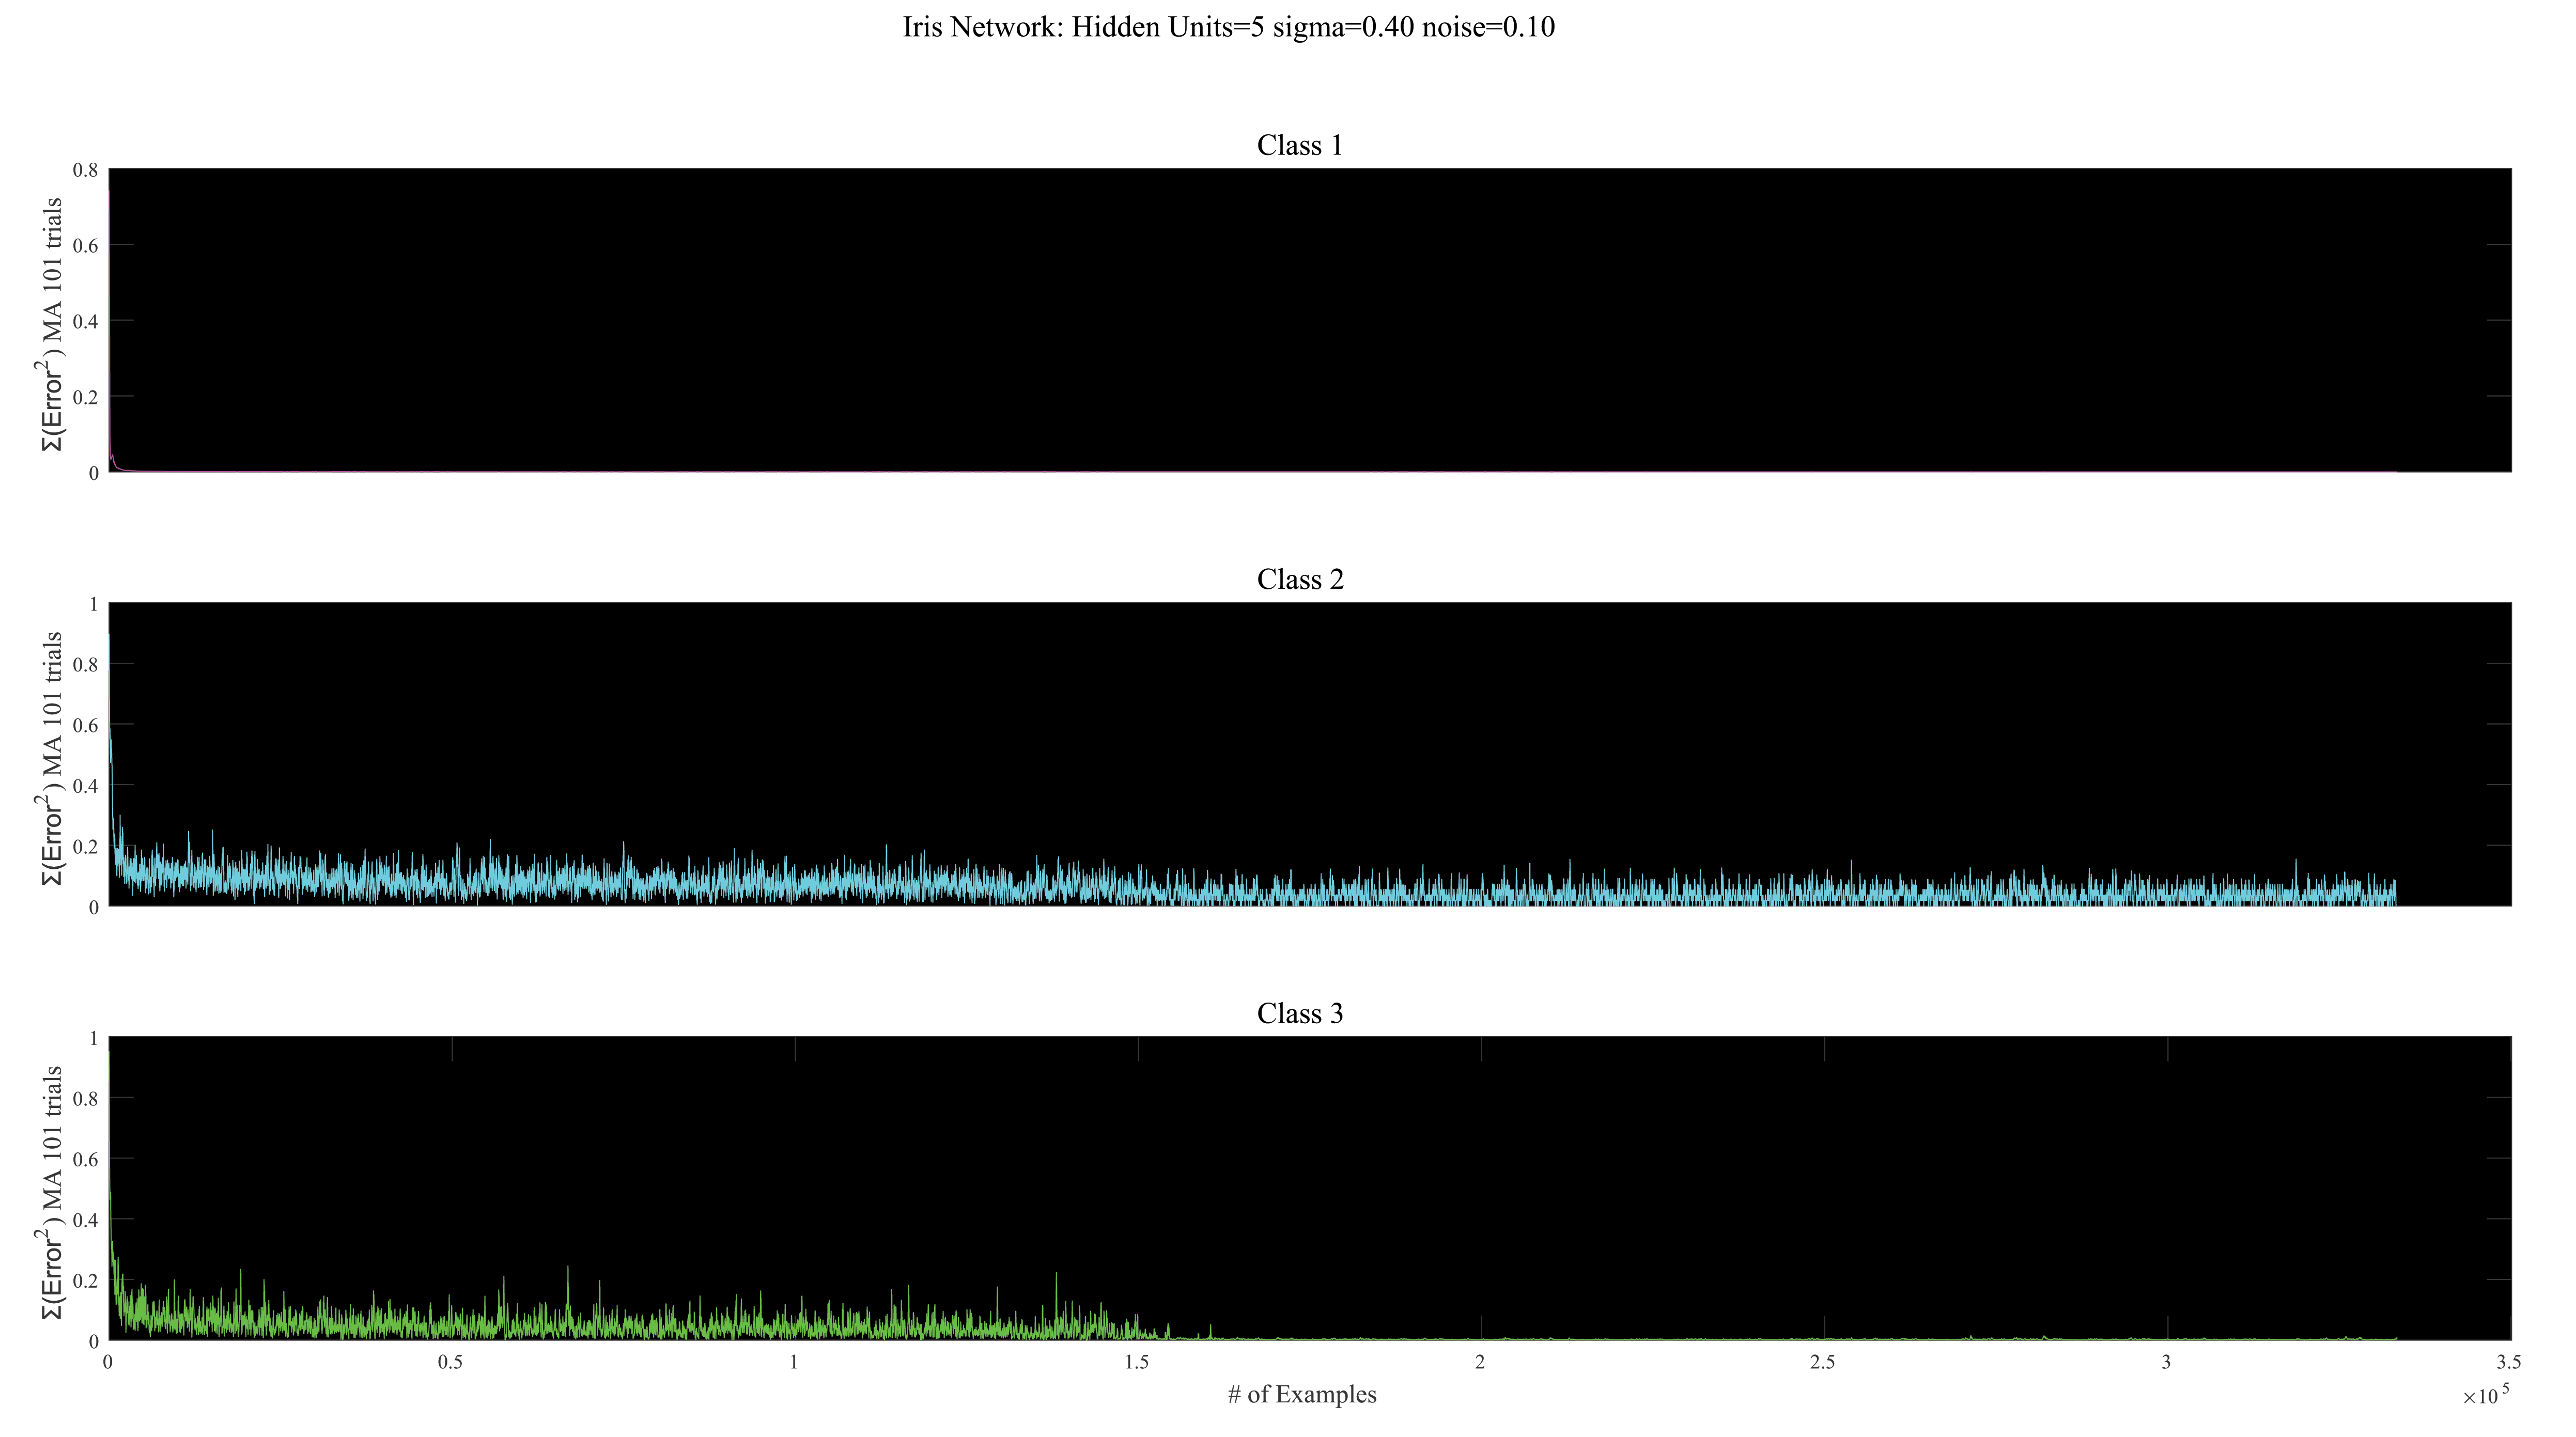 Iris Network: Hidden Units=5 sigma=0.40 noise=0.10
Class 1
Σ(Error²) MA 101 trials
0.8
0.6
0.4
0.2
0
Class 2
Σ(Error²) MA 101 trials
1
0.8
0.6
0.4
0.2
0
Class 3
Σ(Error²) MA 101 trials
1
0.8
0.6
0.4
0.2
0
0 0.5 1 1.5 2 2.5 3 3.5
# of Examples
×10⁵